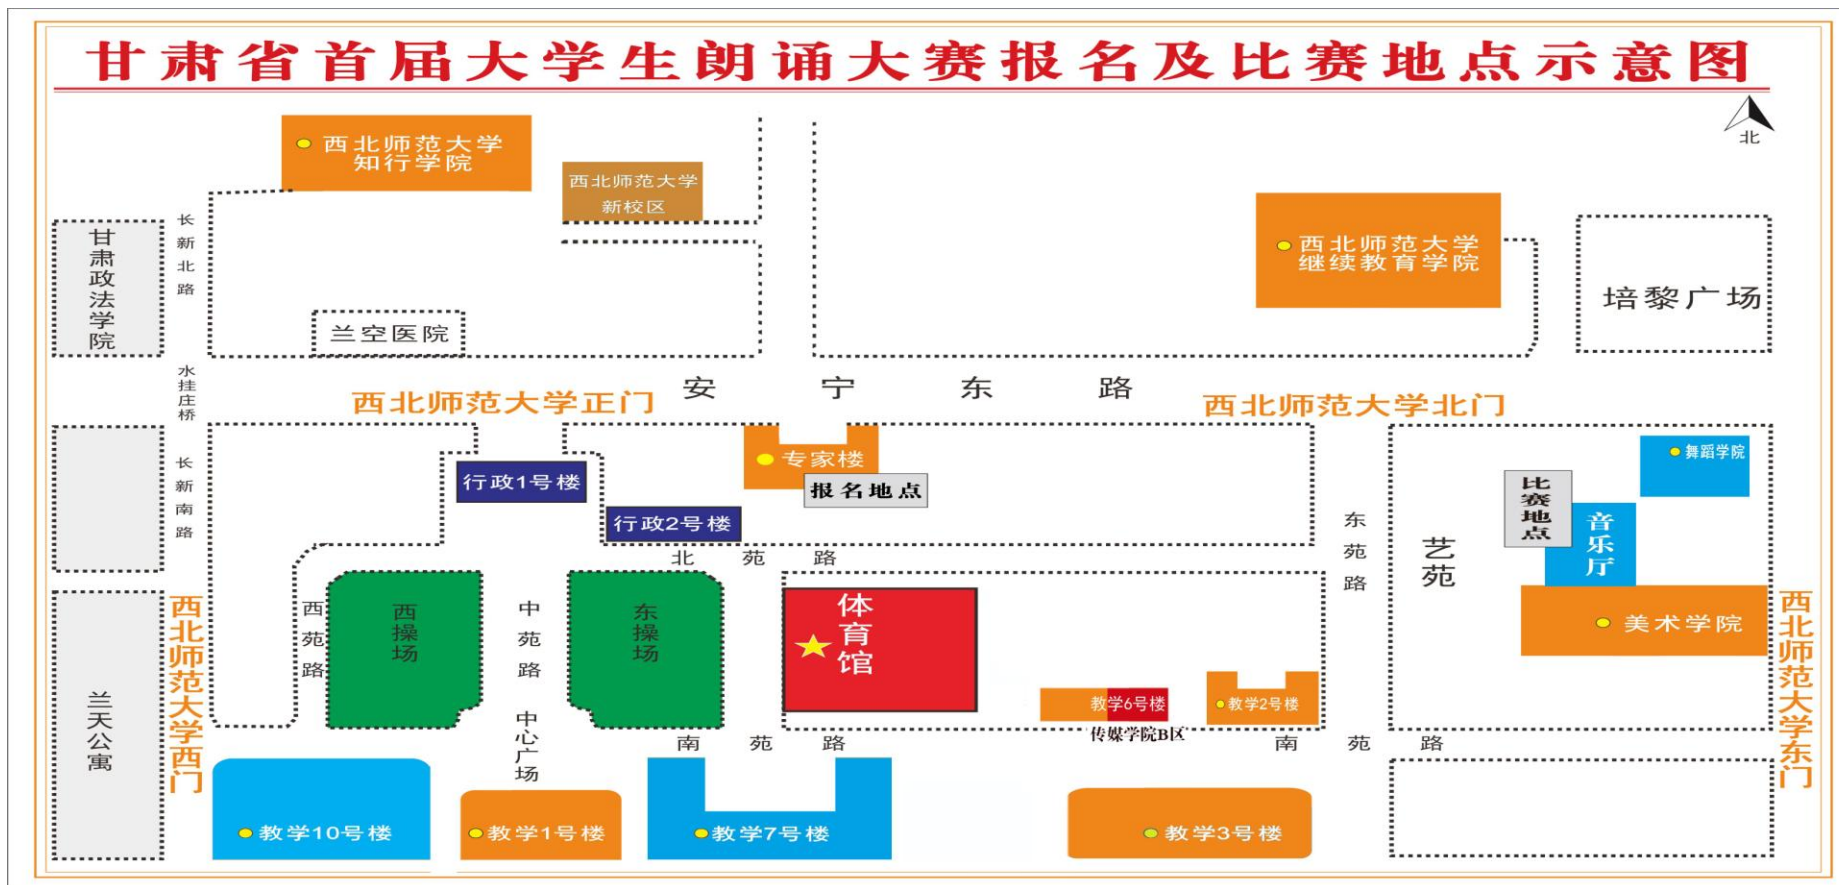 甘肃省首届大学生朗诵大赛报名及比赛地点示意图
北
西北师范大学
知行学院
西北师范大学
新校区
西北师范大学
继续教育学院
培黎广场
甘肃政法学院
长新北路
兰空医院
水挂庄桥
安宁东路
西北师范大学正门
西北师范大学北门
长新南路
行政1号楼
行政2号楼
专家楼
报名地点
北苑路
东苑路
艺苑
比赛地点
音乐厅
舞蹈学院
美术学院
西北师范大学西门
西苑路
西操场
中苑路
东操场
体育馆
教学6号楼
传媒学院B区
教学2号楼
西北师范大学东门
兰天公寓
中心广场
南苑路
南苑路
教学10号楼
教学1号楼
教学7号楼
教学3号楼